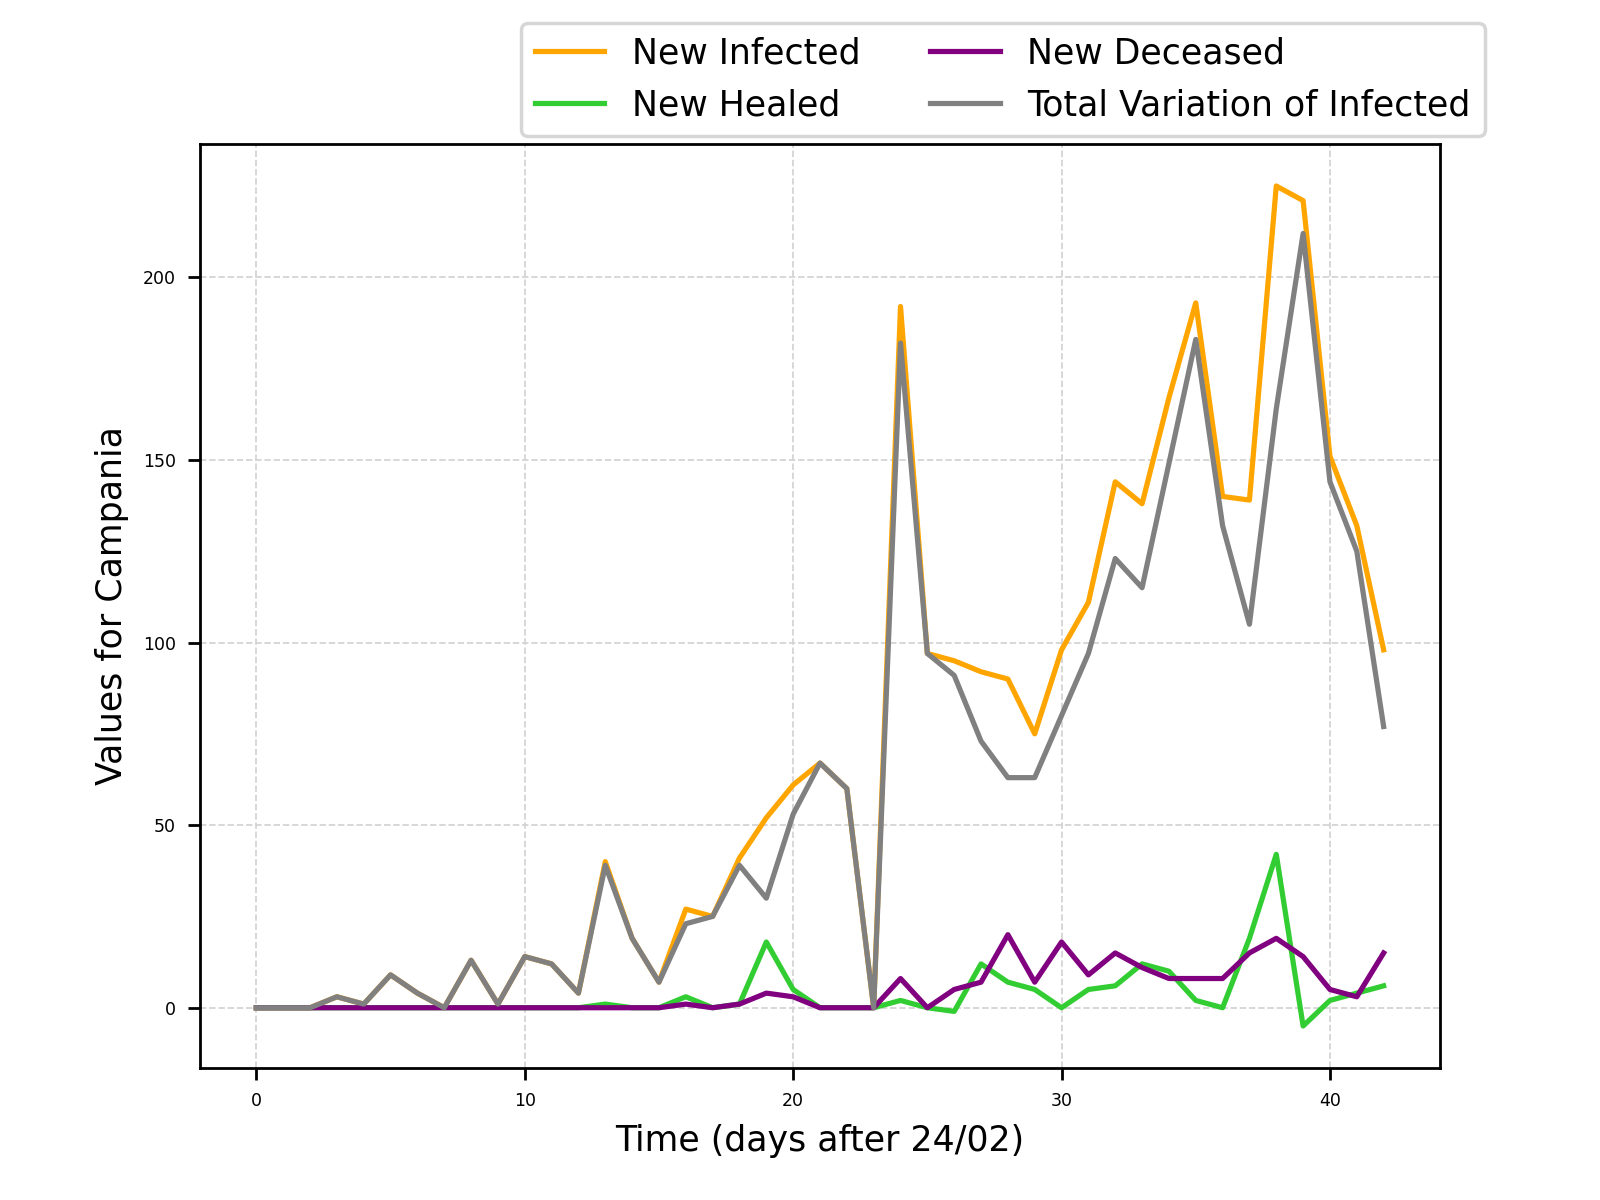 New Infected
New Healed
New Deceased
Total Variation of Infected
Values for Campania
200
150
100
50
0
0 10 20 30 40
Time (days after 24/02)